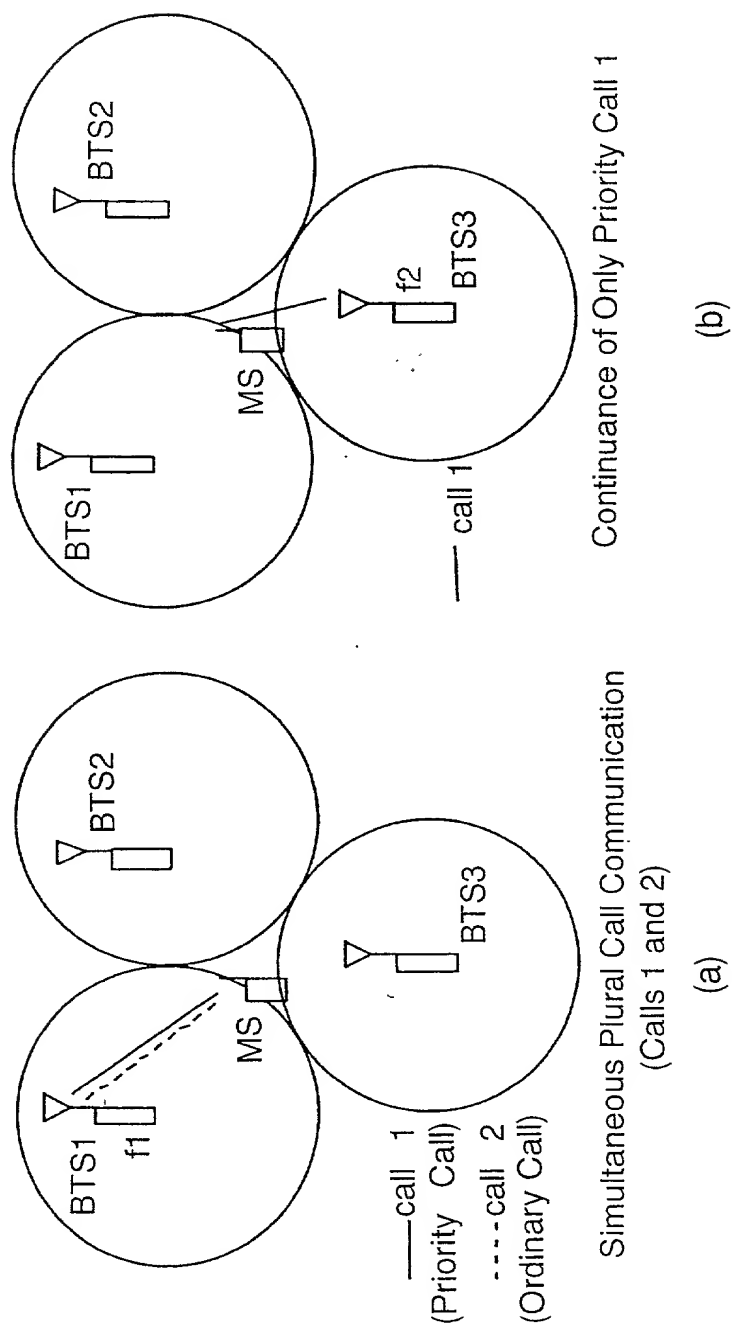 BTS1
f1
BTS2
MS
BTS3
call 1
(Priority Call)
call 2
(Ordinary Call)
Simultaneous Plural Call Communication
(Calls 1 and 2)
(a)
BTS1
BTS2
MS
f2
BTS3
call 1
Continuance of Only Priority Call 1
(b)